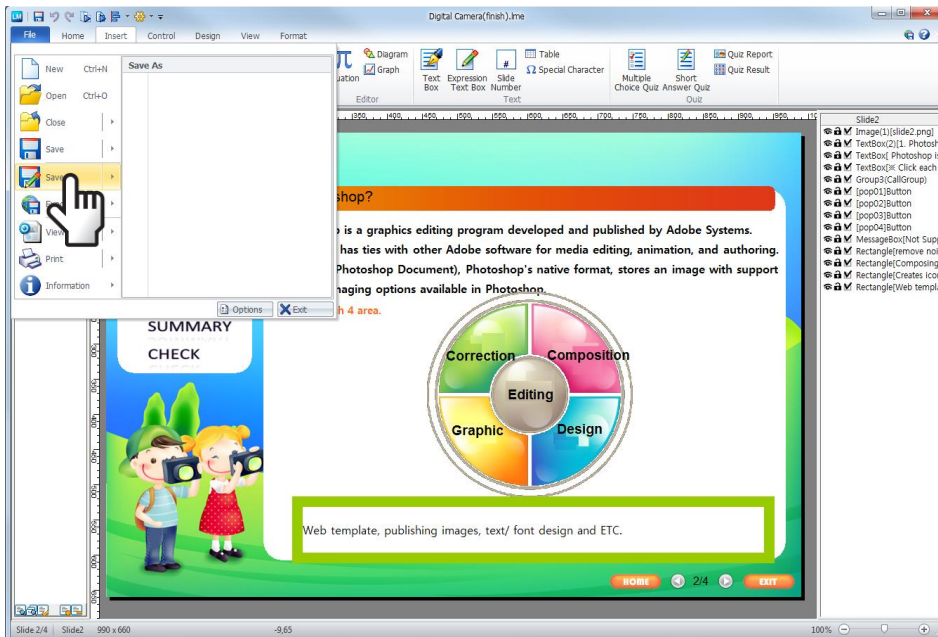 Digital Camera(finish).lme
File Home Insert Control Design View Format
New Ctrl+N
Open Ctrl+O
Close
Save
Save
View
Print
Information
Save As
Options Exit
Diagram
Graph
Editor
Text Box
Expression Text Box
Slide Number
Table
Special Character
Text
Multiple Choice Quiz
Short Answer Quiz
Quiz Report
Quiz Result
Quiz
shop?
is a graphics editing program developed and published by Adobe Systems.
has ties with other Adobe software for media editing, animation, and authoring.
Photoshop Document), Photoshop's native format, stores an image with support
maging options available in Photoshop.
h 4 area.
SUMMARY
CHECK
Correction
Composition
Editing
Graphic
Design
Web template, publishing images, text/ font design and ETC.
HOME 2/4 EXIT
Slide2
Image(1)[slide2.png]
TextBox(2)[1. Photosh
TextBox[ Photoshop is
TextBox[※ Click each
Group3(CallGroup)
[pop01]Button
[pop02]Button
[pop03]Button
[pop04]Button
MessageBox[Not Supp
Rectangle[remove noi
Rectangle[Composing
Rectangle[Creates icon
Rectangle[Web templa
Slide 2/4 Slide2 990 x 660 -9,65 100%